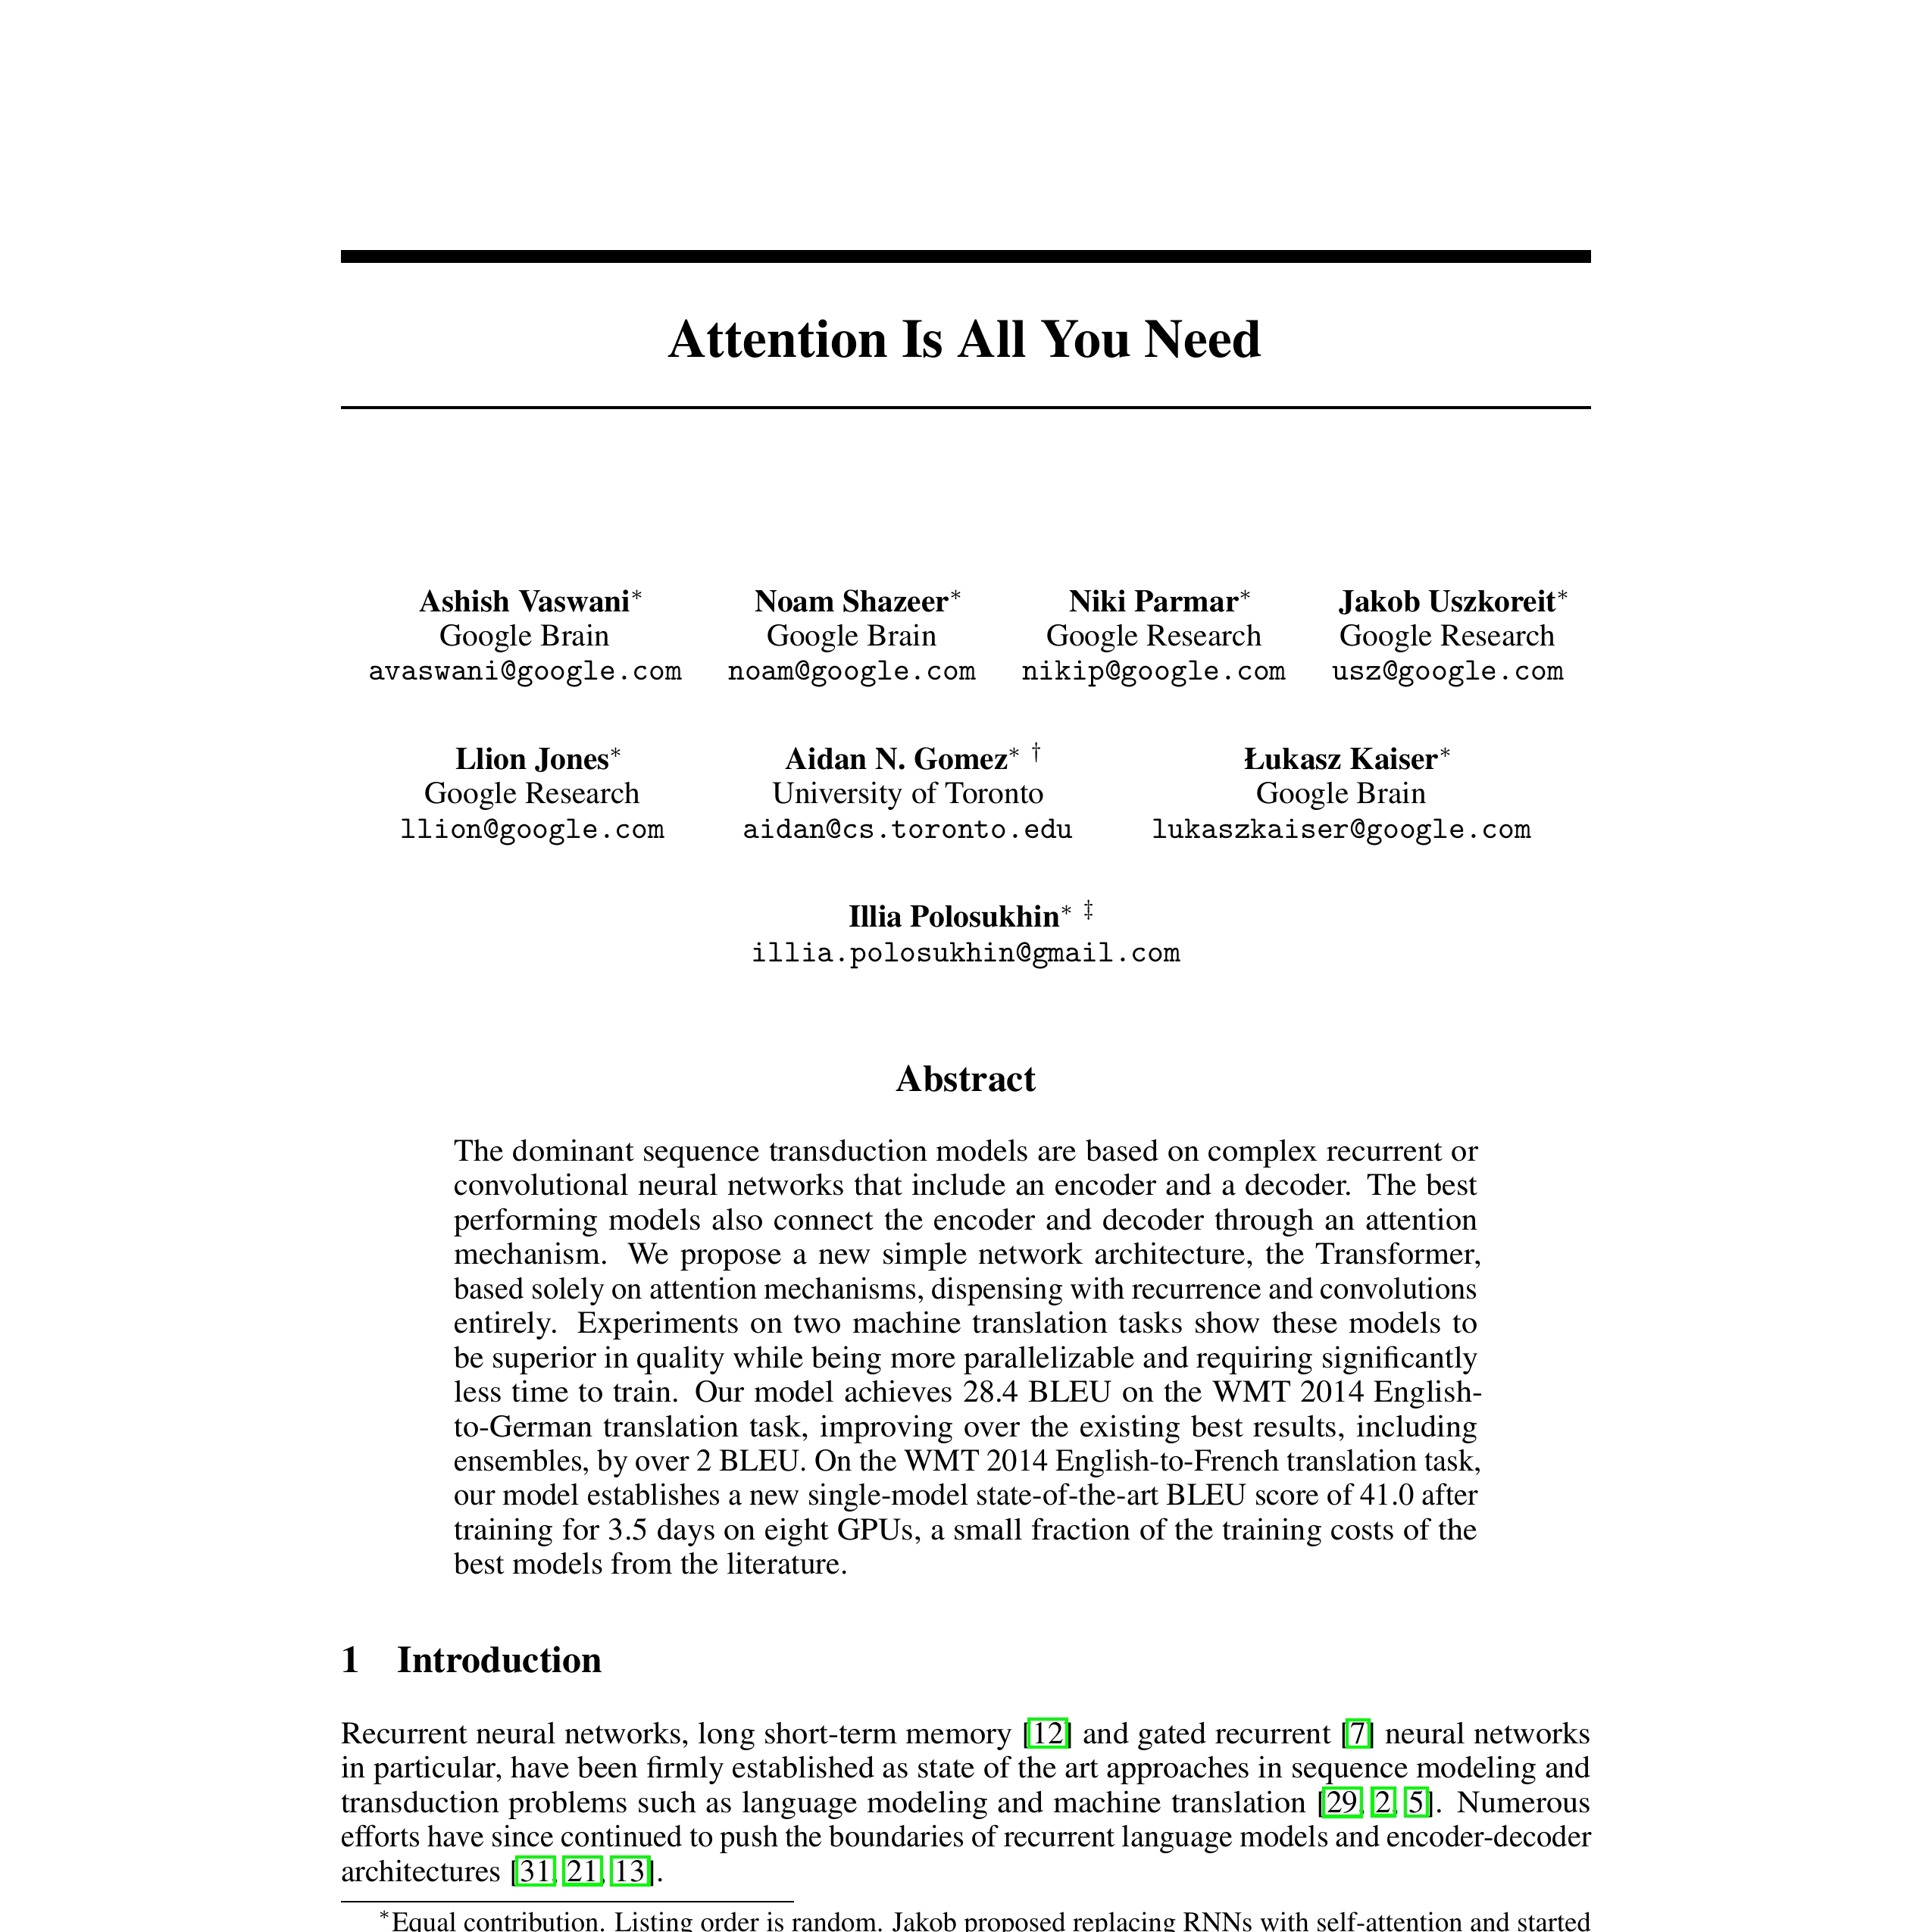 Attention Is All You Need
Ashish Vaswani* Noam Shazeer* Niki Parmar* Jakob Uszkoreit*
Google Brain Google Brain Google Research Google Research
avaswani@google.com noam@google.com nikip@google.com usz@google.com
Llion Jones* Aidan N. Gomez* † Łukasz Kaiser*
Google Research University of Toronto Google Brain
llion@google.com aidan@cs.toronto.edu lukaszkaiser@google.com
Illia Polosukhin* ‡
illia.polosukhin@gmail.com
Abstract
The dominant sequence transduction models are based on complex recurrent or
convolutional neural networks that include an encoder and a decoder. The best
performing models also connect the encoder and decoder through an attention
mechanism. We propose a new simple network architecture, the Transformer,
based solely on attention mechanisms, dispensing with recurrence and convolutions
entirely. Experiments on two machine translation tasks show these models to
be superior in quality while being more parallelizable and requiring significantly
less time to train. Our model achieves 28.4 BLEU on the WMT 2014 English-
to-German translation task, improving over the existing best results, including
ensembles, by over 2 BLEU. On the WMT 2014 English-to-French translation task,
our model establishes a new single-model state-of-the-art BLEU score of 41.0 after
training for 3.5 days on eight GPUs, a small fraction of the training costs of the
best models from the literature.
1 Introduction
Recurrent neural networks, long short-term memory [12] and gated recurrent [7] neural networks
in particular, have been firmly established as state of the art approaches in sequence modeling and
transduction problems such as language modeling and machine translation [29, 2, 5]. Numerous
efforts have since continued to push the boundaries of recurrent language models and encoder-decoder
architectures [31, 21, 13].
*Equal contribution. Listing order is random. Jakob proposed replacing RNNs with self-attention and started